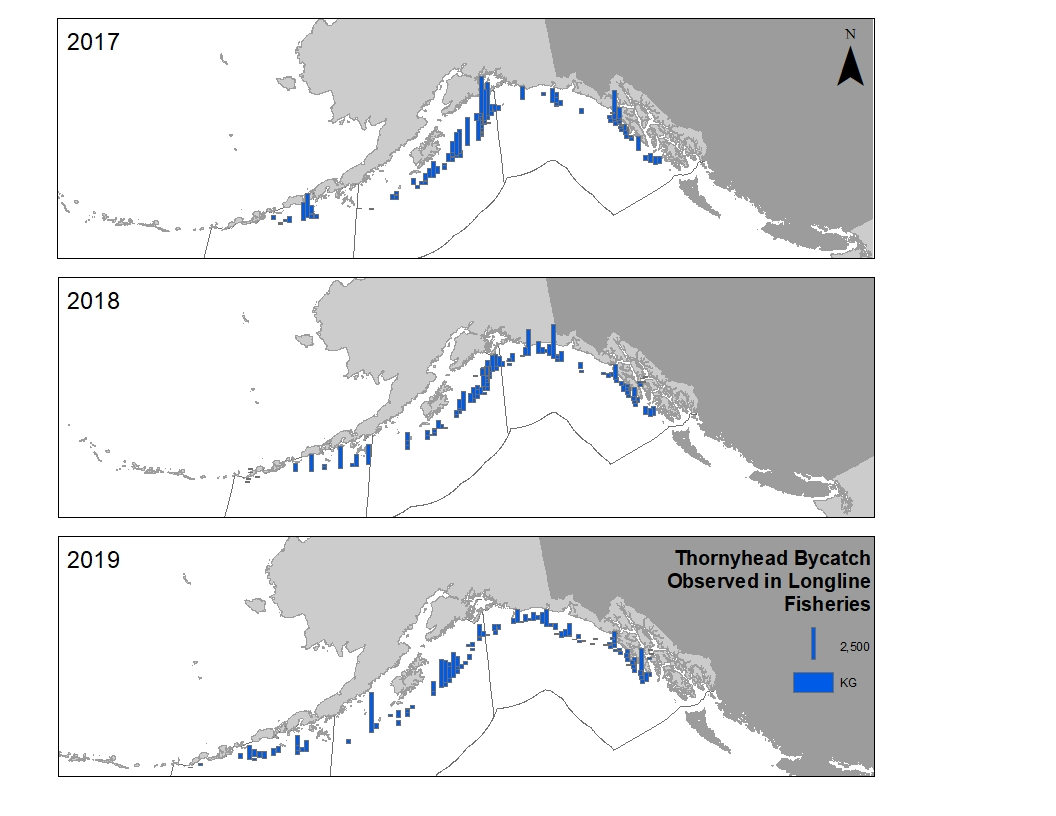 2017
N
2018
2019
Thornyhead Bycatch
Observed in Longline
Fisheries
2,500
KG